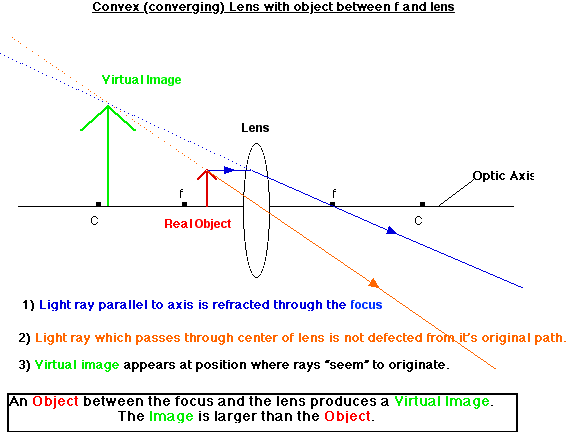 Convex (converging) Lens with object between f and lens
Virtual Image
Lens
Optic Axis
f
f
C
Real Object
C
1) Light ray parallel to axis is refracted through the focus
2) Light ray which passes through center of lens is not defected from it's original path.
3) Virtual image appears at position where rays "seem" to originate.
An Object between the focus and the lens produces a Virtual Image.
The Image is larger than the Object.